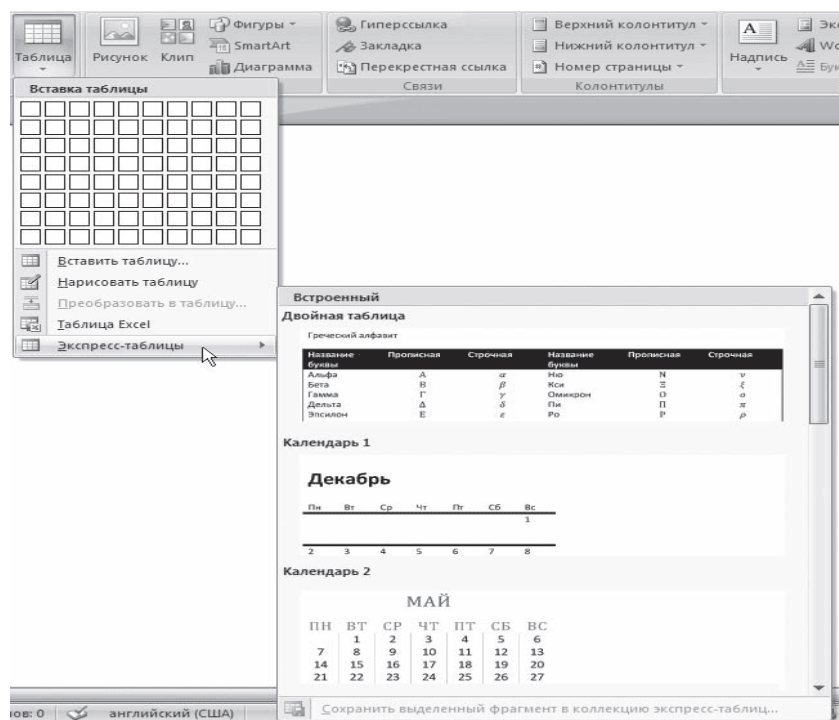 Таблица
Рисунок
Клип
Фигуры
SmartArt
Диаграмма
Гиперссылка
Закладка
Перекрестная ссылка
Связи
Верхний колонтитул
Нижний колонтитул
Номер страницы
Колонтитулы
A
Надпись
Вставка таблицы
Вставить таблицу...
Нарисовать таблицу
Преобразовать в таблицу...
Таблица Excel
Экспресс-таблицы
Встроенный
Двойная таблица
Греческий алфавит
Название буквы Прописная Строчная Название буквы Прописная Строчная
Альфа Α α Ню Ν ν
Бета Β β Кси Ξ ξ
Гамма Γ γ Омикрон Ο ο
Дельта Δ δ Пи Π π
Эпсилон Ε ε Ро Ρ ρ
Календарь 1
Декабрь
Пн Вт Ср Чт Пт Сб Вс
1
2 3 4 5 6 7 8
Календарь 2
МАЙ
ПН ВТ СР ЧТ ПТ СБ ВС
1 2 3 4 5 6
7 8 9 10 11 12 13
14 15 16 17 18 19 20
21 22 23 24 25 26 27
Сохранить выделенный фрагмент в коллекцию экспресс-таблиц...
нов: 0 английский (США)